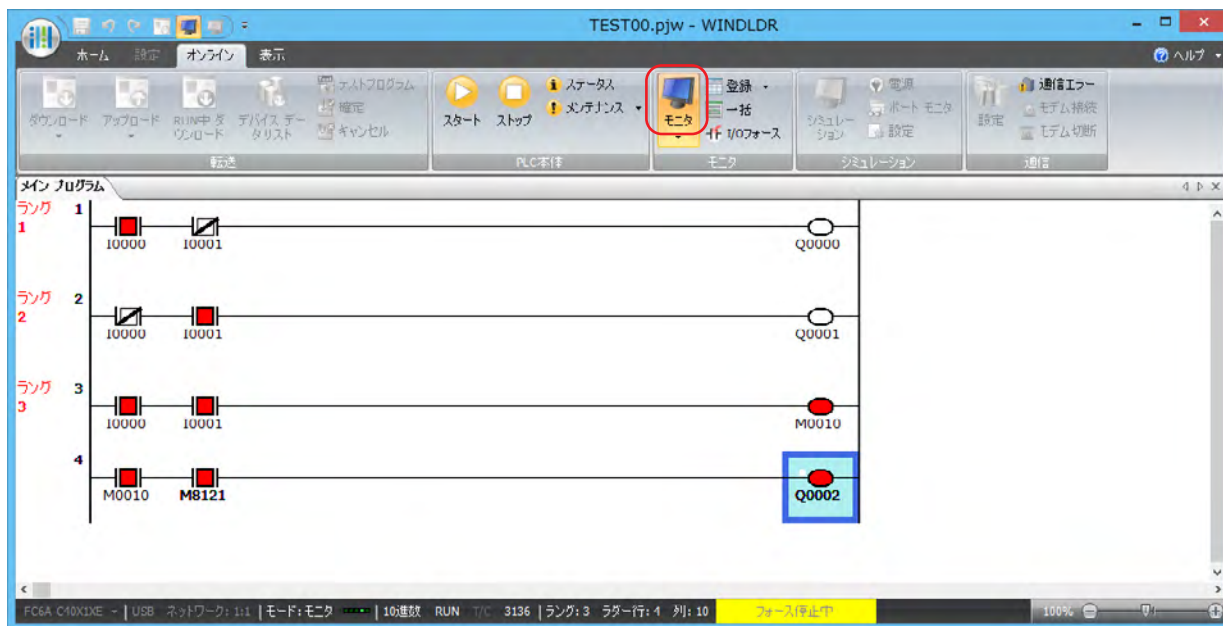 TEST00.pjw - WINDLDR
ホーム 設定 オンライン 表示 ヘルプ
ダウンロード アップロード RUN中 ダウンロード デバイス データリスト テストプログラム 確定 キャンセル
転送
スタート ストップ ステータス メンテナンス
PLC本体
モニタ 登録 一括 I/Oフォース
モニタ
シミュレーション 電源 ポート モニタ 設定
シミュレーション
設定 通信エラー モデム接続 モデム切断
通信
メイン プログラム
ラング 1
1
I0000 I0001 Q0000
ラング 2
2
I0000 I0001 Q0001
ラング 3
3
I0000 I0001 M0010
4
M0010 M8121 Q0002
FC6A C40X1XE USB ネットワーク: 1:1 モード: モニタ 10進数 RUN T/C 3136 ラング: 3 ラダー行: 4 列: 10 フォース停止中 100%